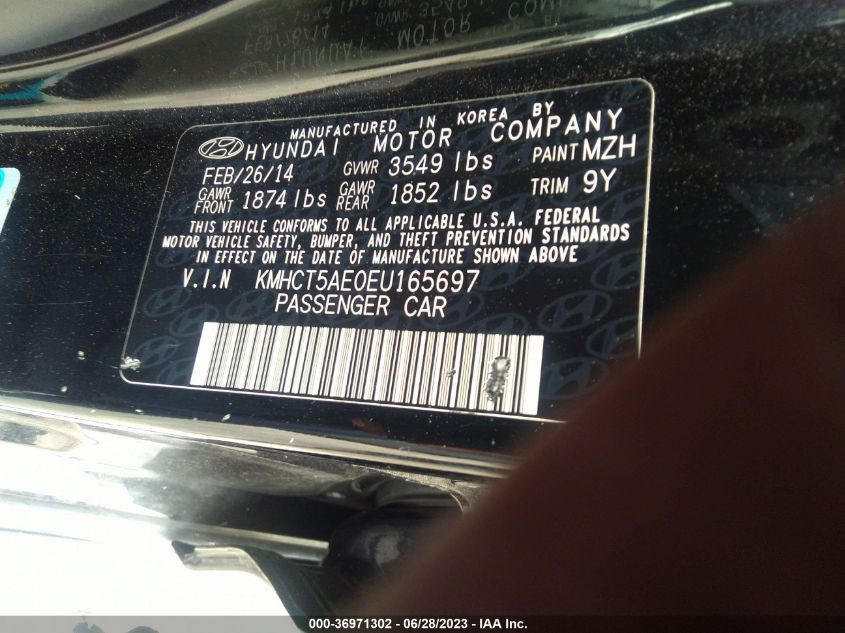 MANUFACTURED IN KOREA BY
HYUNDAI MOTOR COMPANY
FEB/26/14 GVWR 3549 lbs PAINT MZH
GAWR FRONT 1874 lbs GAWR REAR 1852 lbs TRIM 9Y
THIS VEHICLE CONFORMS TO ALL APPLICABLE U.S.A. FEDERAL
MOTOR VEHICLE SAFETY, BUMPER, AND THEFT PREVENTION STANDARDS
IN EFFECT ON THE DATE OF MANUFACTURE SHOWN ABOVE
V.I.N KMHCT5AE0EU165697
PASSENGER CAR
000-36971302 - 06/28/2023 - IAA Inc.